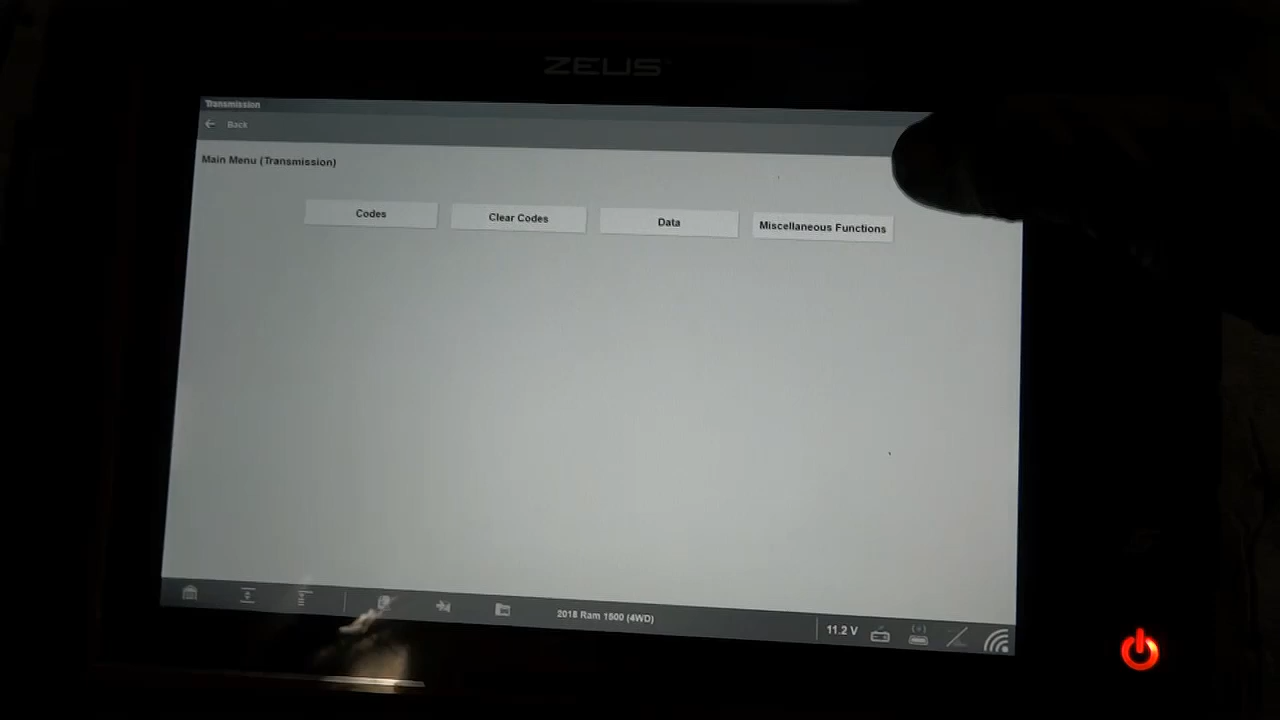 ZEUS
Transmission
Back
Main Menu (Transmission)
Codes
Clear Codes
Data
Miscellaneous Functions
2018 Ram 1500 (4WD)
11.2 V